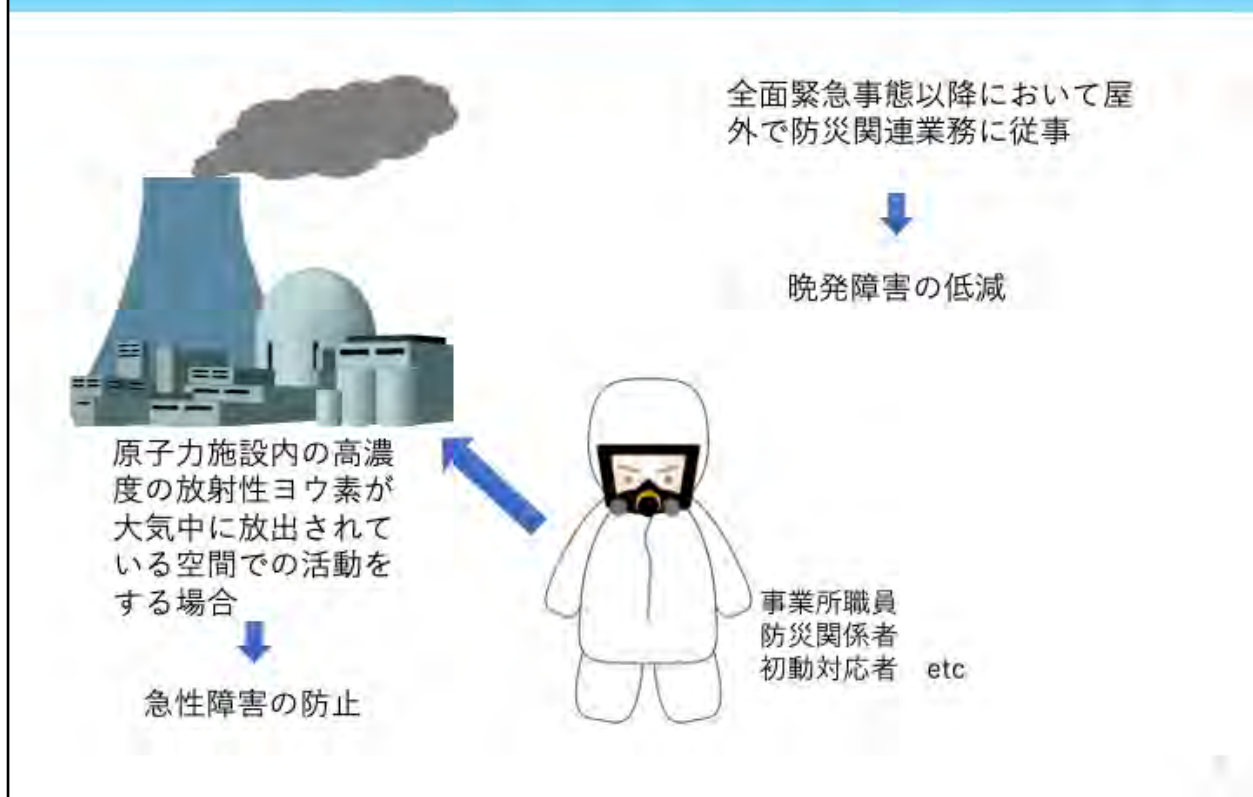 全面緊急事態以降において屋
外で防災関連業務に従事
晩発障害の低減
原子力施設内の高濃
度の放射性ヨウ素が
大気中に放出されて
いる空間での活動を
する場合
急性障害の防止
事業所職員
防災関係者
初動対応者　etc